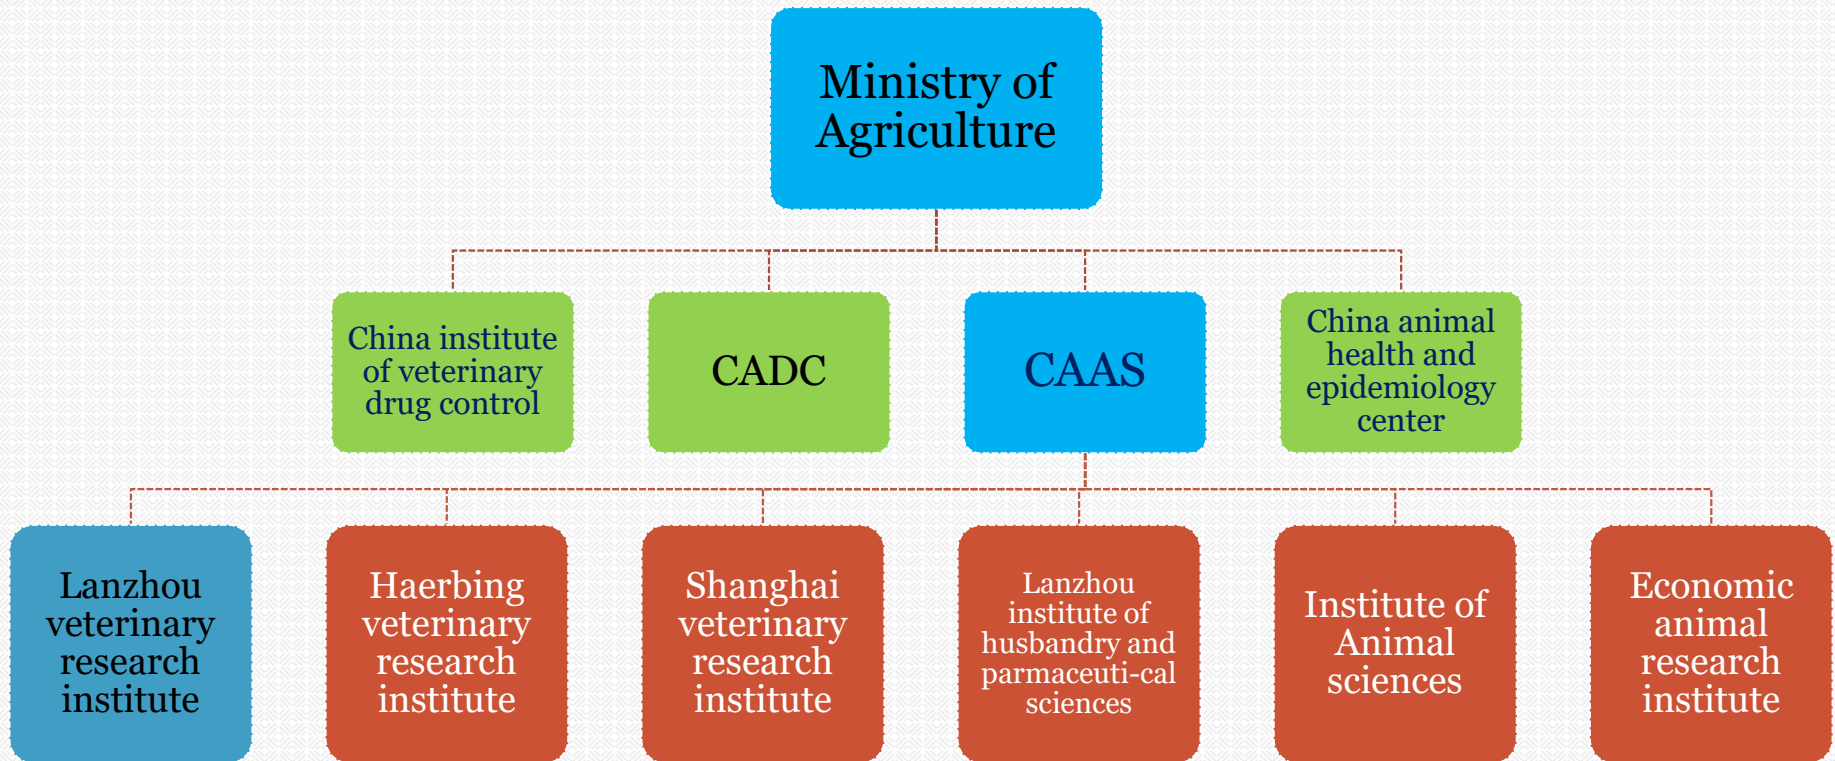 Ministry of
Agriculture
China institute
of veterinary
drug control
CADC
CAAS
China animal
health and
epidemiology
center
Lanzhou
veterinary
research
institute
Haerbing
veterinary
research
institute
Shanghai
veterinary
research
institute
Lanzhou
institute of
husbandry and
parmaceuti-cal
sciences
Institute of
Animal
sciences
Economic
animal
research
institute